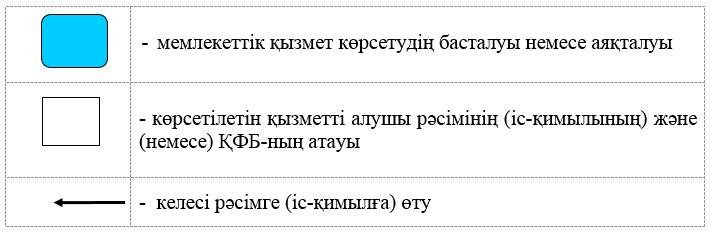 - мемлекеттік қызмет көрсетудің басталуы немесе аяқталуы
- көрсетілетін қызметті алушы рәсімінің (іс-қимылының) және
(немесе) ҚФБ-ның атауы
- келесі рәсімге (іс-қимылға) өту